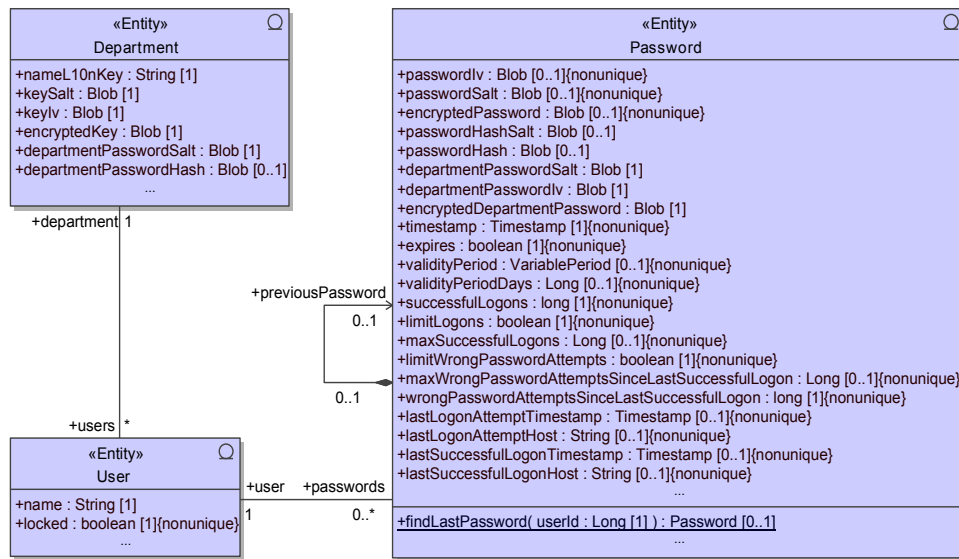 «Entity»
Department
+nameL10nKey : String [1]
+keySalt : Blob [1]
+keyIv : Blob [1]
+encryptedKey : Blob [1]
+departmentPasswordSalt : Blob [1]
+departmentPasswordHash : Blob [0..1]
...
+department 1
+users *
«Entity»
User
+name : String [1]
+locked : boolean [1]{nonunique}
...
+user
1
+passwords
0..*
+previousPassword
0..1
0..1
«Entity»
Password
+passwordIv : Blob [0..1]{nonunique}
+passwordSalt : Blob [0..1]{nonunique}
+encryptedPassword : Blob [0..1]{nonunique}
+passwordHashSalt : Blob [0..1]
+passwordHash : Blob [0..1]
+departmentPasswordSalt : Blob [1]
+departmentPasswordIv : Blob [1]
+encryptedDepartmentPassword : Blob [1]
+timestamp : Timestamp [1]{nonunique}
+expires : boolean [1]{nonunique}
+validityPeriod : VariablePeriod [0..1]{nonunique}
+validityPeriodDays : Long [0..1]{nonunique}
+successfulLogons : long [1]{nonunique}
+limitLogons : boolean [1]{nonunique}
+maxSuccessfulLogons : Long [0..1]{nonunique}
+limitWrongPasswordAttempts : boolean [1]{nonunique}
+maxWrongPasswordAttemptsSinceLastSuccessfulLogon : Long [0..1]{nonunique}
+wrongPasswordAttemptsSinceLastSuccessfulLogon : long [1]{nonunique}
+lastLogonAttemptTimestamp : Timestamp [0..1]{nonunique}
+lastLogonAttemptHost : String [0..1]{nonunique}
+lastSuccessfulLogonTimestamp : Timestamp [0..1]{nonunique}
+lastSuccessfulLogonHost : String [0..1]{nonunique}
...
+findLastPassword( userId : Long [1] ) : Password [0..1]
...